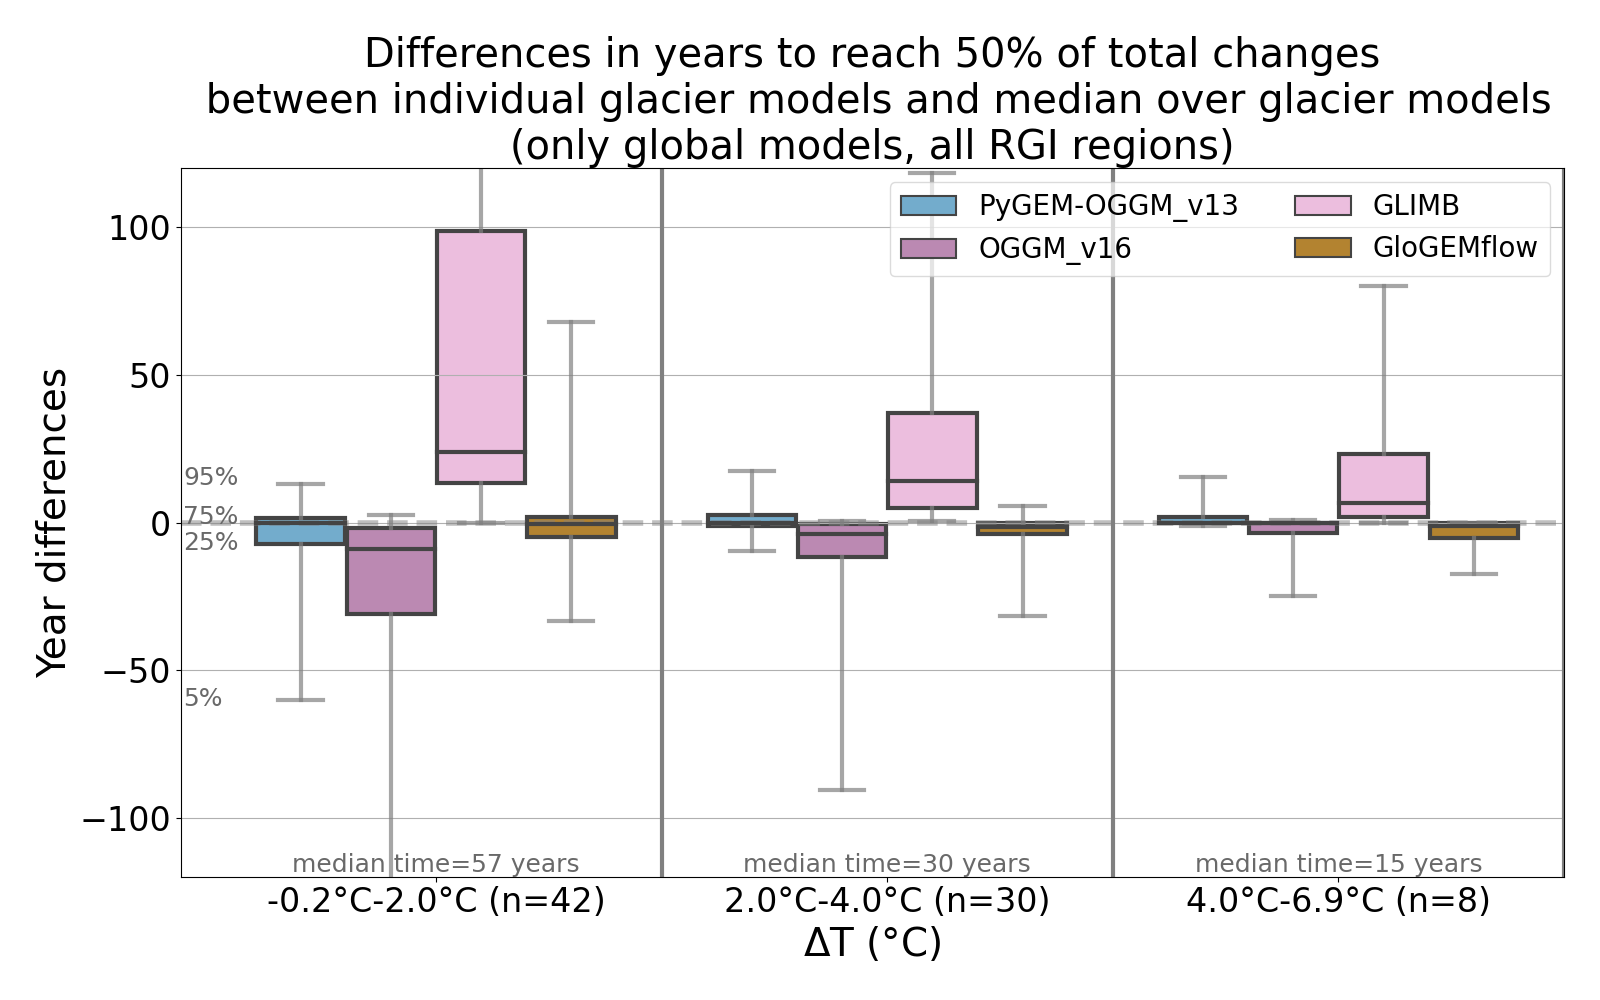 Differences in years to reach 50% of total changes
between individual glacier models and median over glacier models
(only global models, all RGI regions)
PyGEM-OGGM_v13
OGGM_v16
GLIMB
GloGEMflow
Year differences
100
50
0
−50
−100
95%
75%
25%
5%
median time=57 years
median time=30 years
median time=15 years
-0.2°C-2.0°C (n=42)
2.0°C-4.0°C (n=30)
4.0°C-6.9°C (n=8)
ΔT (°C)